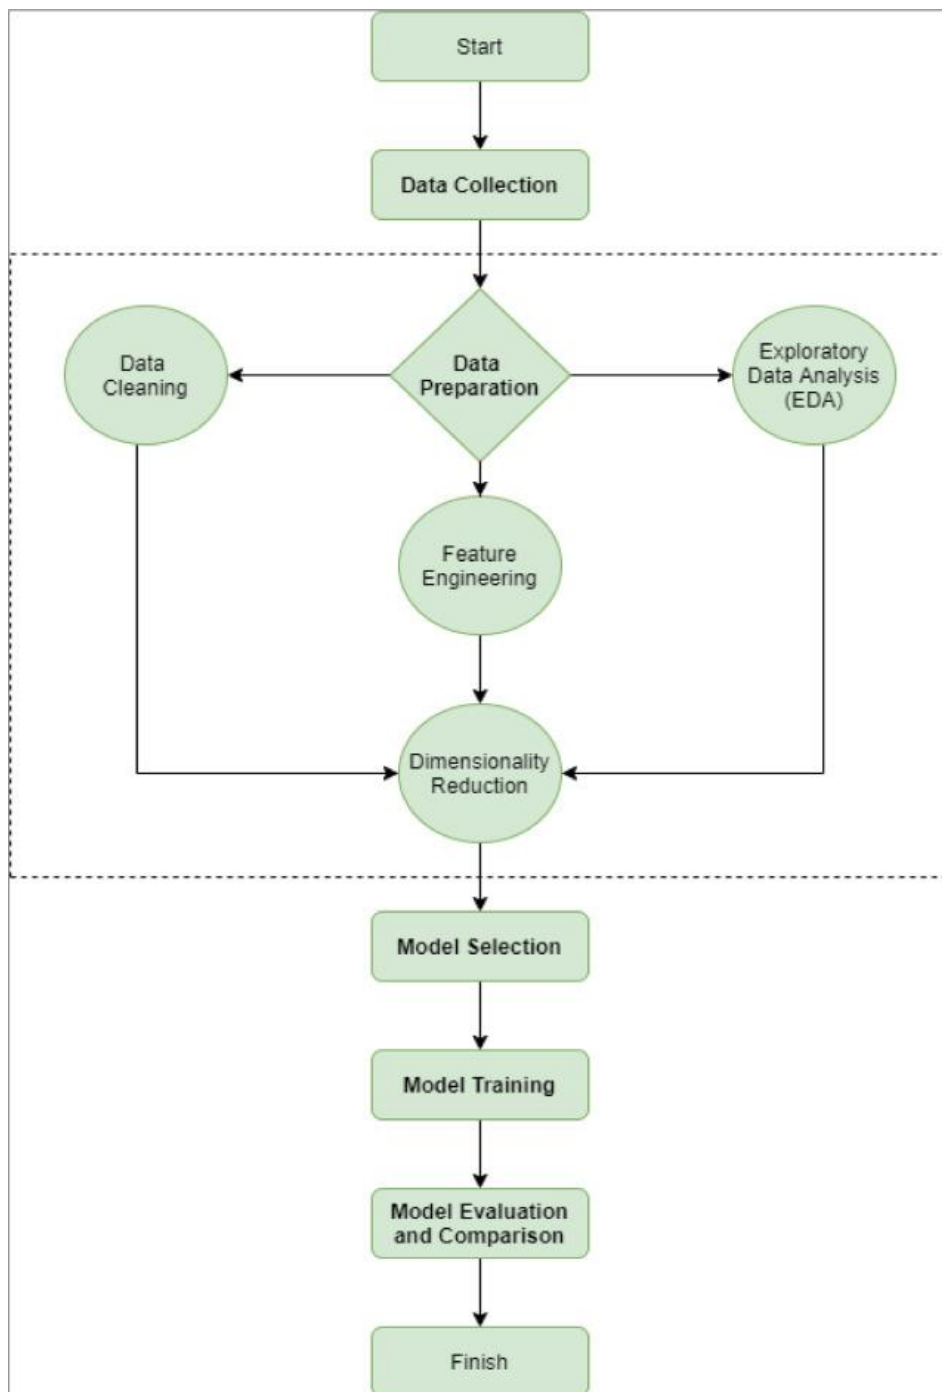 Start
Data Collection
Data
Cleaning
Data
Preparation
Exploratory
Data Analysis
(EDA)
Feature
Engineering
Dimensionality
Reduction
Model Selection
Model Training
Model Evaluation
and Comparison
Finish